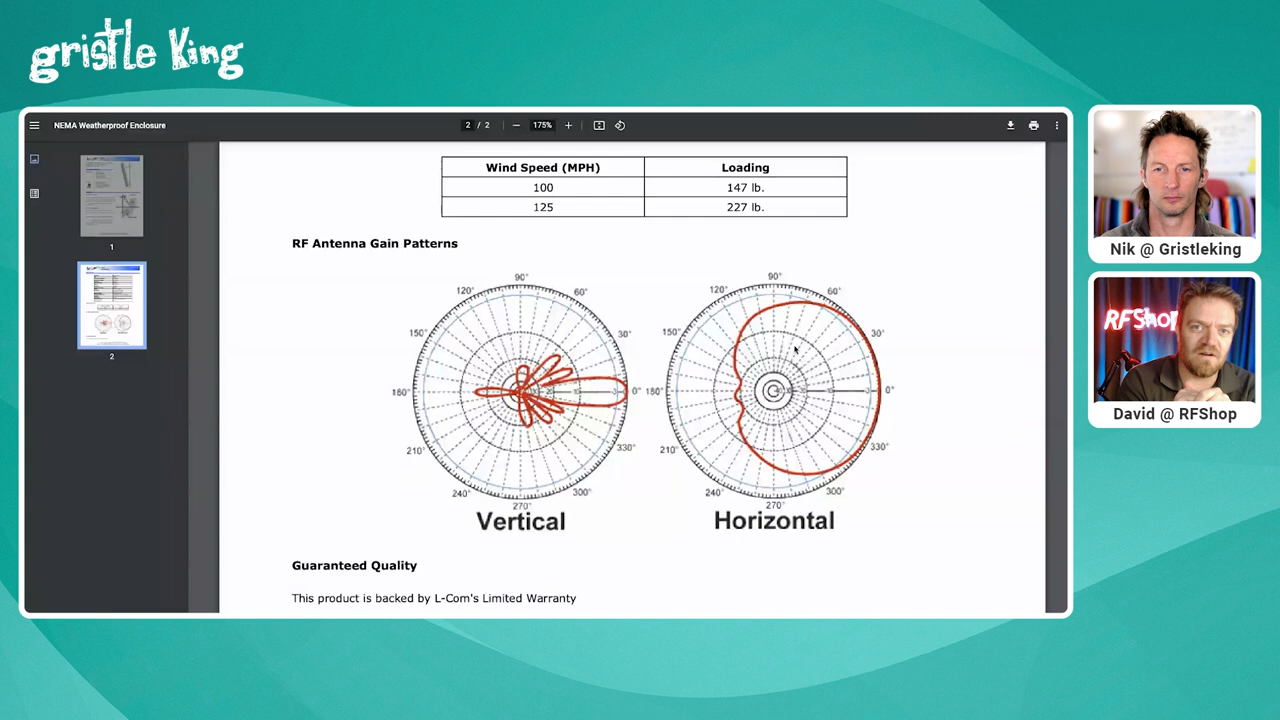 gristle King
NEMA Weatherproof Enclosure
2 / 2
175%
1
2
Wind Speed (MPH) Loading
100 147 lb.
125 227 lb.
RF Antenna Gain Patterns
90°
120° 60°
150° 30°
180° 0°
210° 330°
240° 300°
270°
Vertical
90°
120° 60°
150° 30°
180° 0°
210° 330°
240° 300°
270°
Horizontal
Guaranteed Quality
This product is backed by L-Com's Limited Warranty
Nik @ Gristleking
RFShop
David @ RFShop